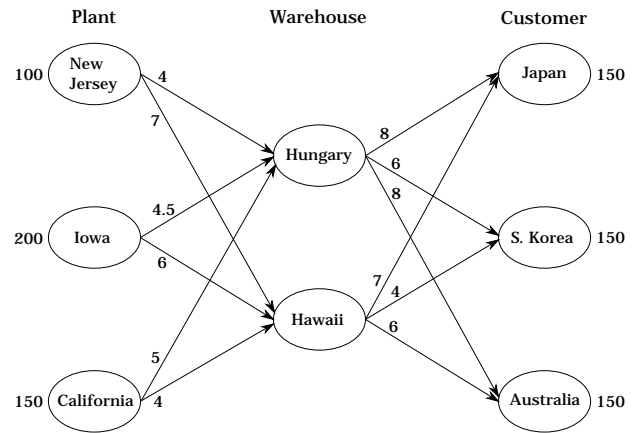 Plant Warehouse Customer
100 New Jersey 4 Japan 150
7
8
Hungary
6
8
4.5
200 Iowa S. Korea 150
6
7
4
Hawaii
6
5
150 California 4 Australia 150